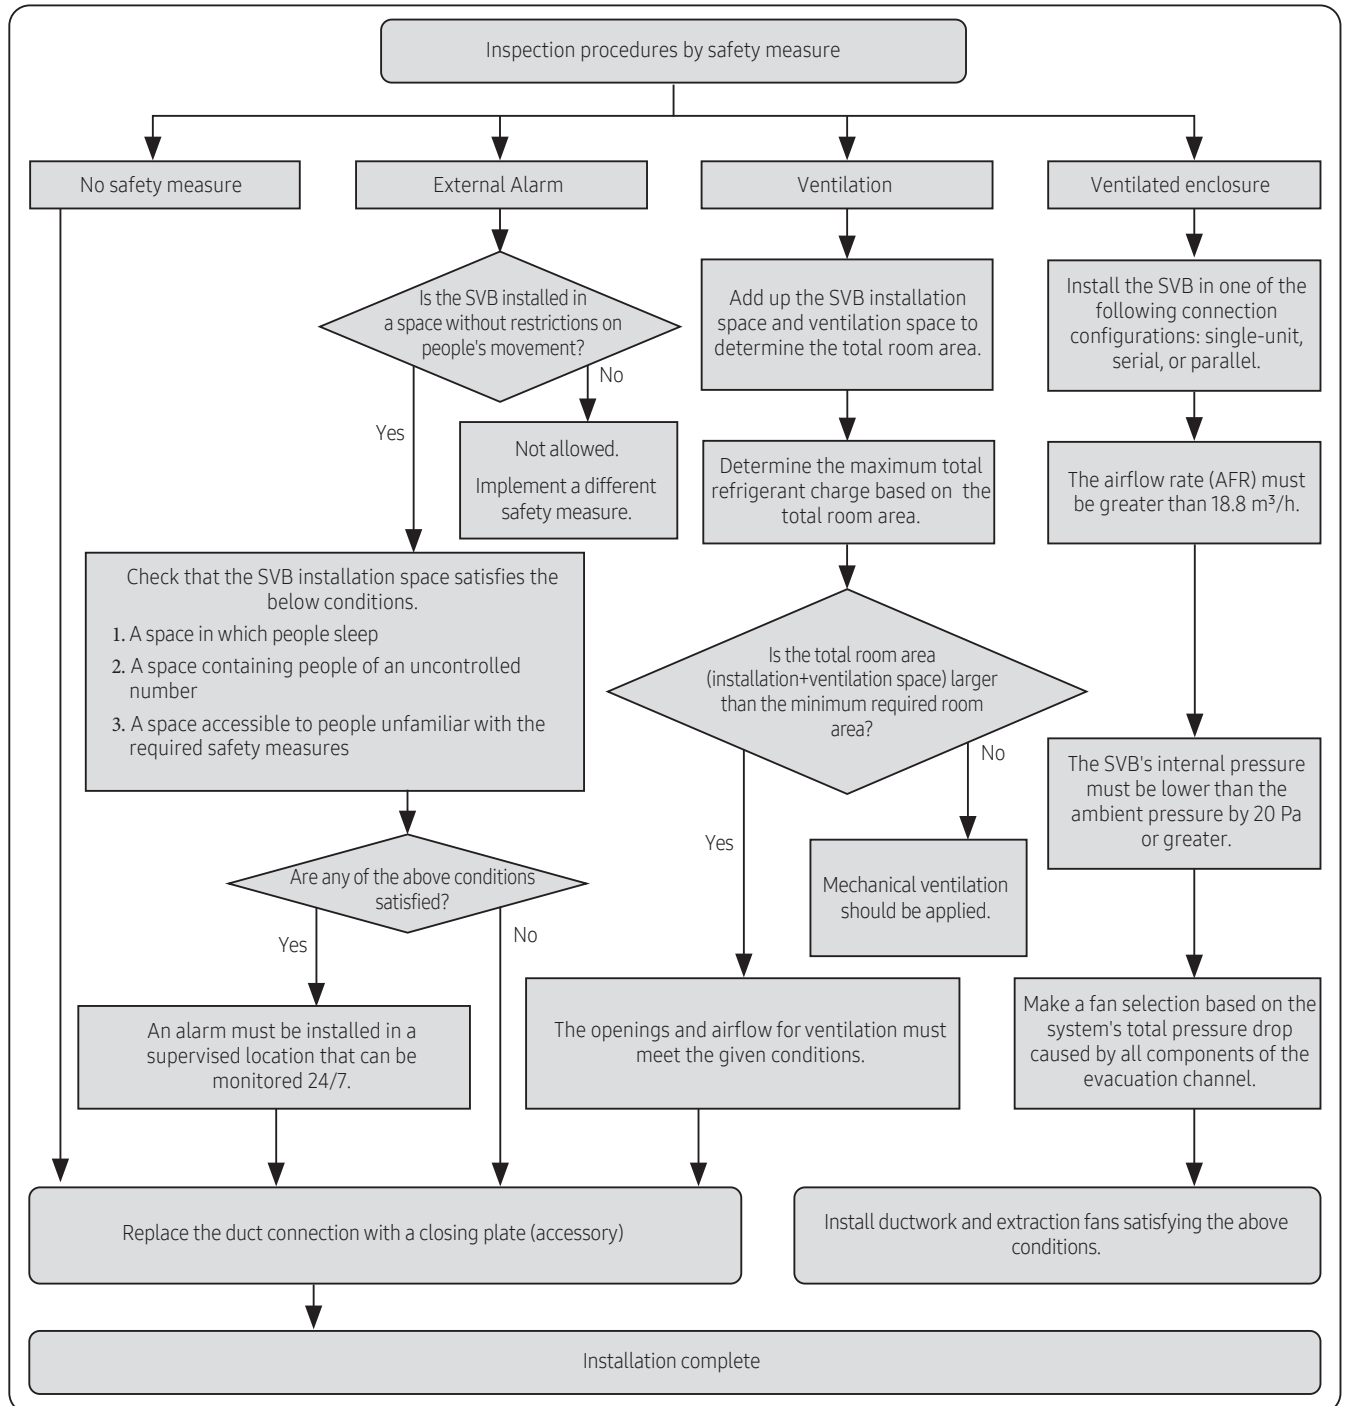 Inspection procedures by safety measure
No safety measure
External Alarm
Ventilation
Ventilated enclosure
Is the SVB installed in
a space without restrictions on
people's movement?
No
Yes
Not allowed.
Implement a different
safety measure.
Check that the SVB installation space satisfies the
below conditions.
1. A space in which people sleep
2. A space containing people of an uncontrolled
number
3. A space accessible to people unfamiliar with the
required safety measures
Are any of the above conditions
satisfied?
Yes
No
An alarm must be installed in a
supervised location that can be
monitored 24/7.
Add up the SVB installation
space and ventilation space to
determine the total room area.
Determine the maximum total
refrigerant charge based on the
total room area.
Is the total room area
(installation+ventilation space) larger
than the minimum required room
area?
No
Yes
Mechanical ventilation
should be applied.
The openings and airflow for ventilation must
meet the given conditions.
Install the SVB in one of the
following connection
configurations: single-unit,
serial, or parallel.
The airflow rate (AFR) must
be greater than 18.8 m³/h.
The SVB's internal pressure
must be lower than the
ambient pressure by 20 Pa
or greater.
Make a fan selection based on the
system's total pressure drop
caused by all components of the
evacuation channel.
Replace the duct connection with a closing plate (accessory)
Install ductwork and extraction fans satisfying the above
conditions.
Installation complete